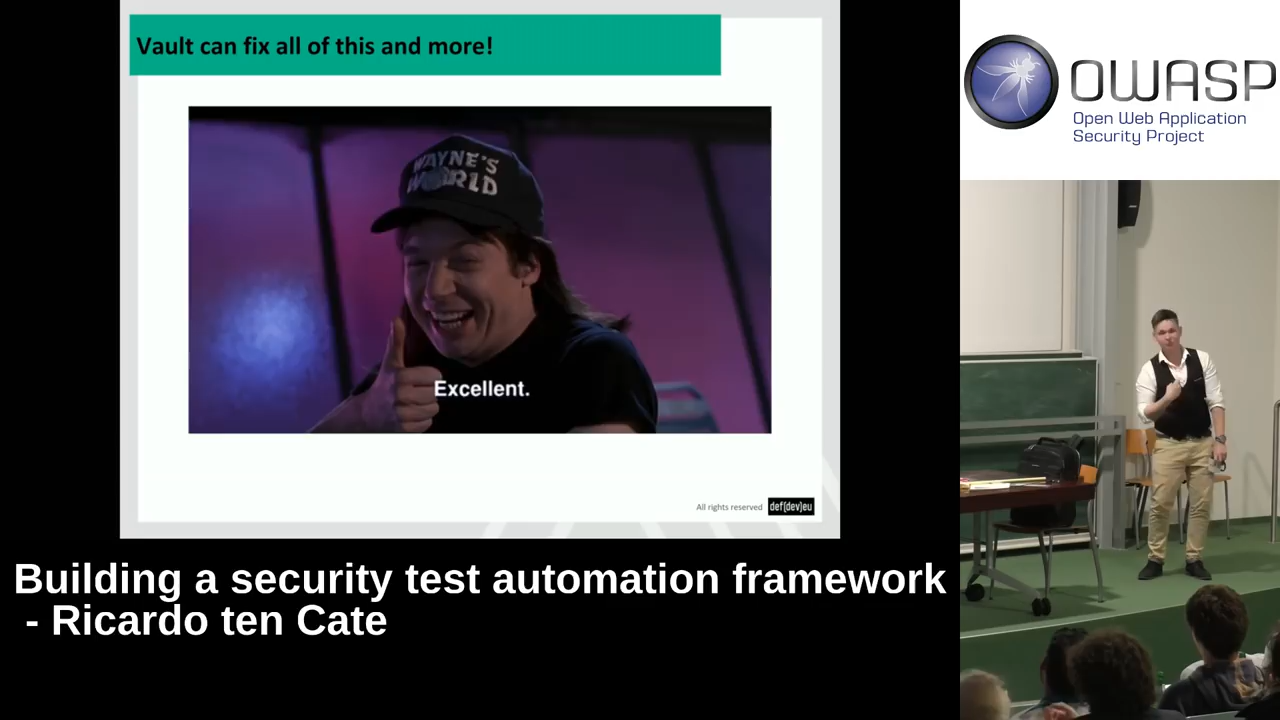 Vault can fix all of this and more!
WAYNE'S
WORLD
Excellent.
All rights reserved def[dev]eu
Building a security test automation framework
- Ricardo ten Cate
OWASP
Open Web Application
Security Project